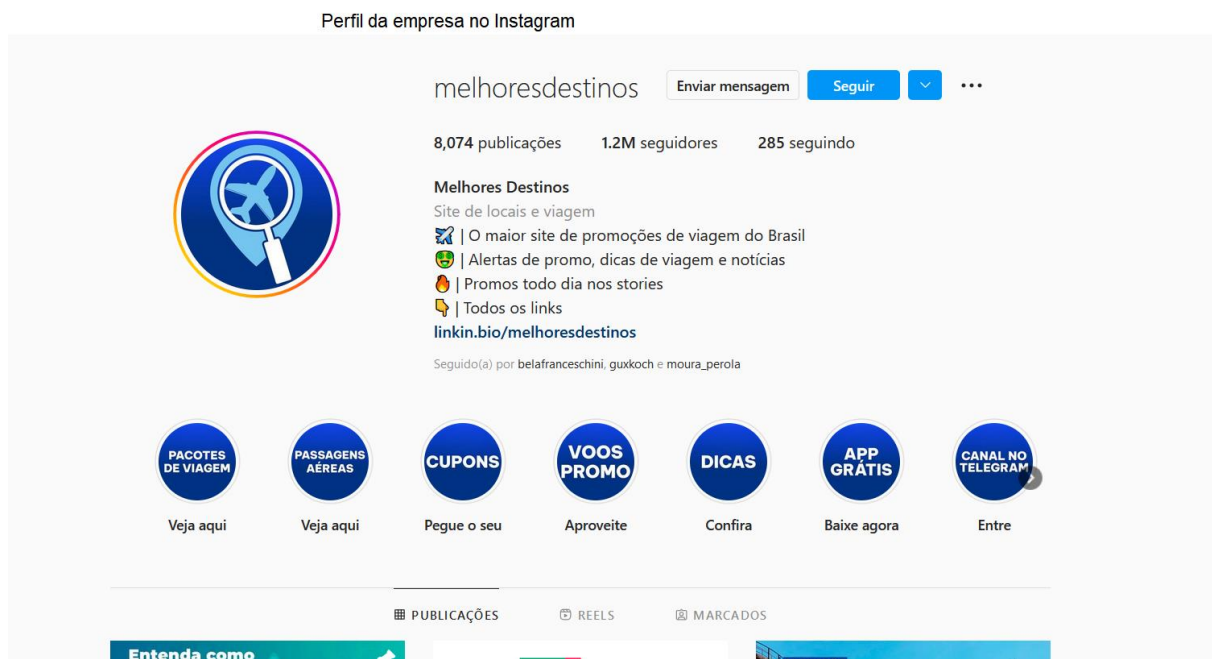 Perfil da empresa no Instagram
melhoresdestinos Enviar mensagem Seguir
8,074 publicações 1.2M seguidores 285 seguindo
Melhores Destinos
Site de locais e viagem
✈️ | O maior site de promoções de viagem do Brasil
🤑 | Alertas de promo, dicas de viagem e notícias
🔥 | Promos todo dia nos stories
👇 | Todos os links
linkin.bio/melhoresdestinos
Seguido(a) por belafranceschini, guxkoch e moura_perola
PACOTES DE VIAGEM
PASSAGENS AÉREAS
CUPONS
VOOS PROMO
DICAS
APP GRÁTIS
CANAL NO TELEGRAM
Veja aqui Veja aqui Pegue o seu Aproveite Confira Baixe agora Entre
PUBLICAÇÕES REELS MARCADOS
Entenda como